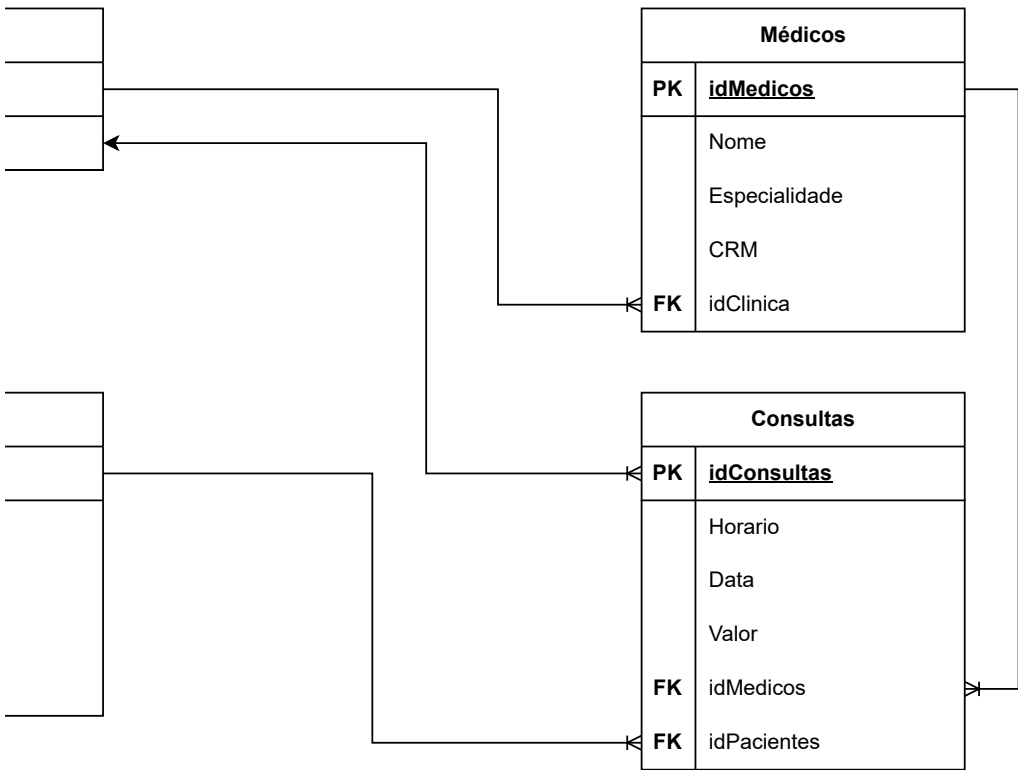 Médicos
PK idMedicos
Nome
Especialidade
CRM
FK idClinica
Consultas
PK idConsultas
Horario
Data
Valor
FK idMedicos
FK idPacientes